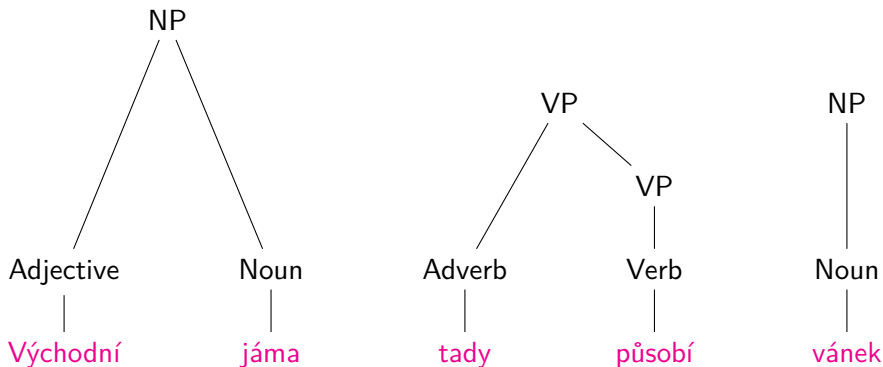 NP
VP NP
VP
Adjective Noun Adverb Verb Noun
Východní jáma tady působí vánek